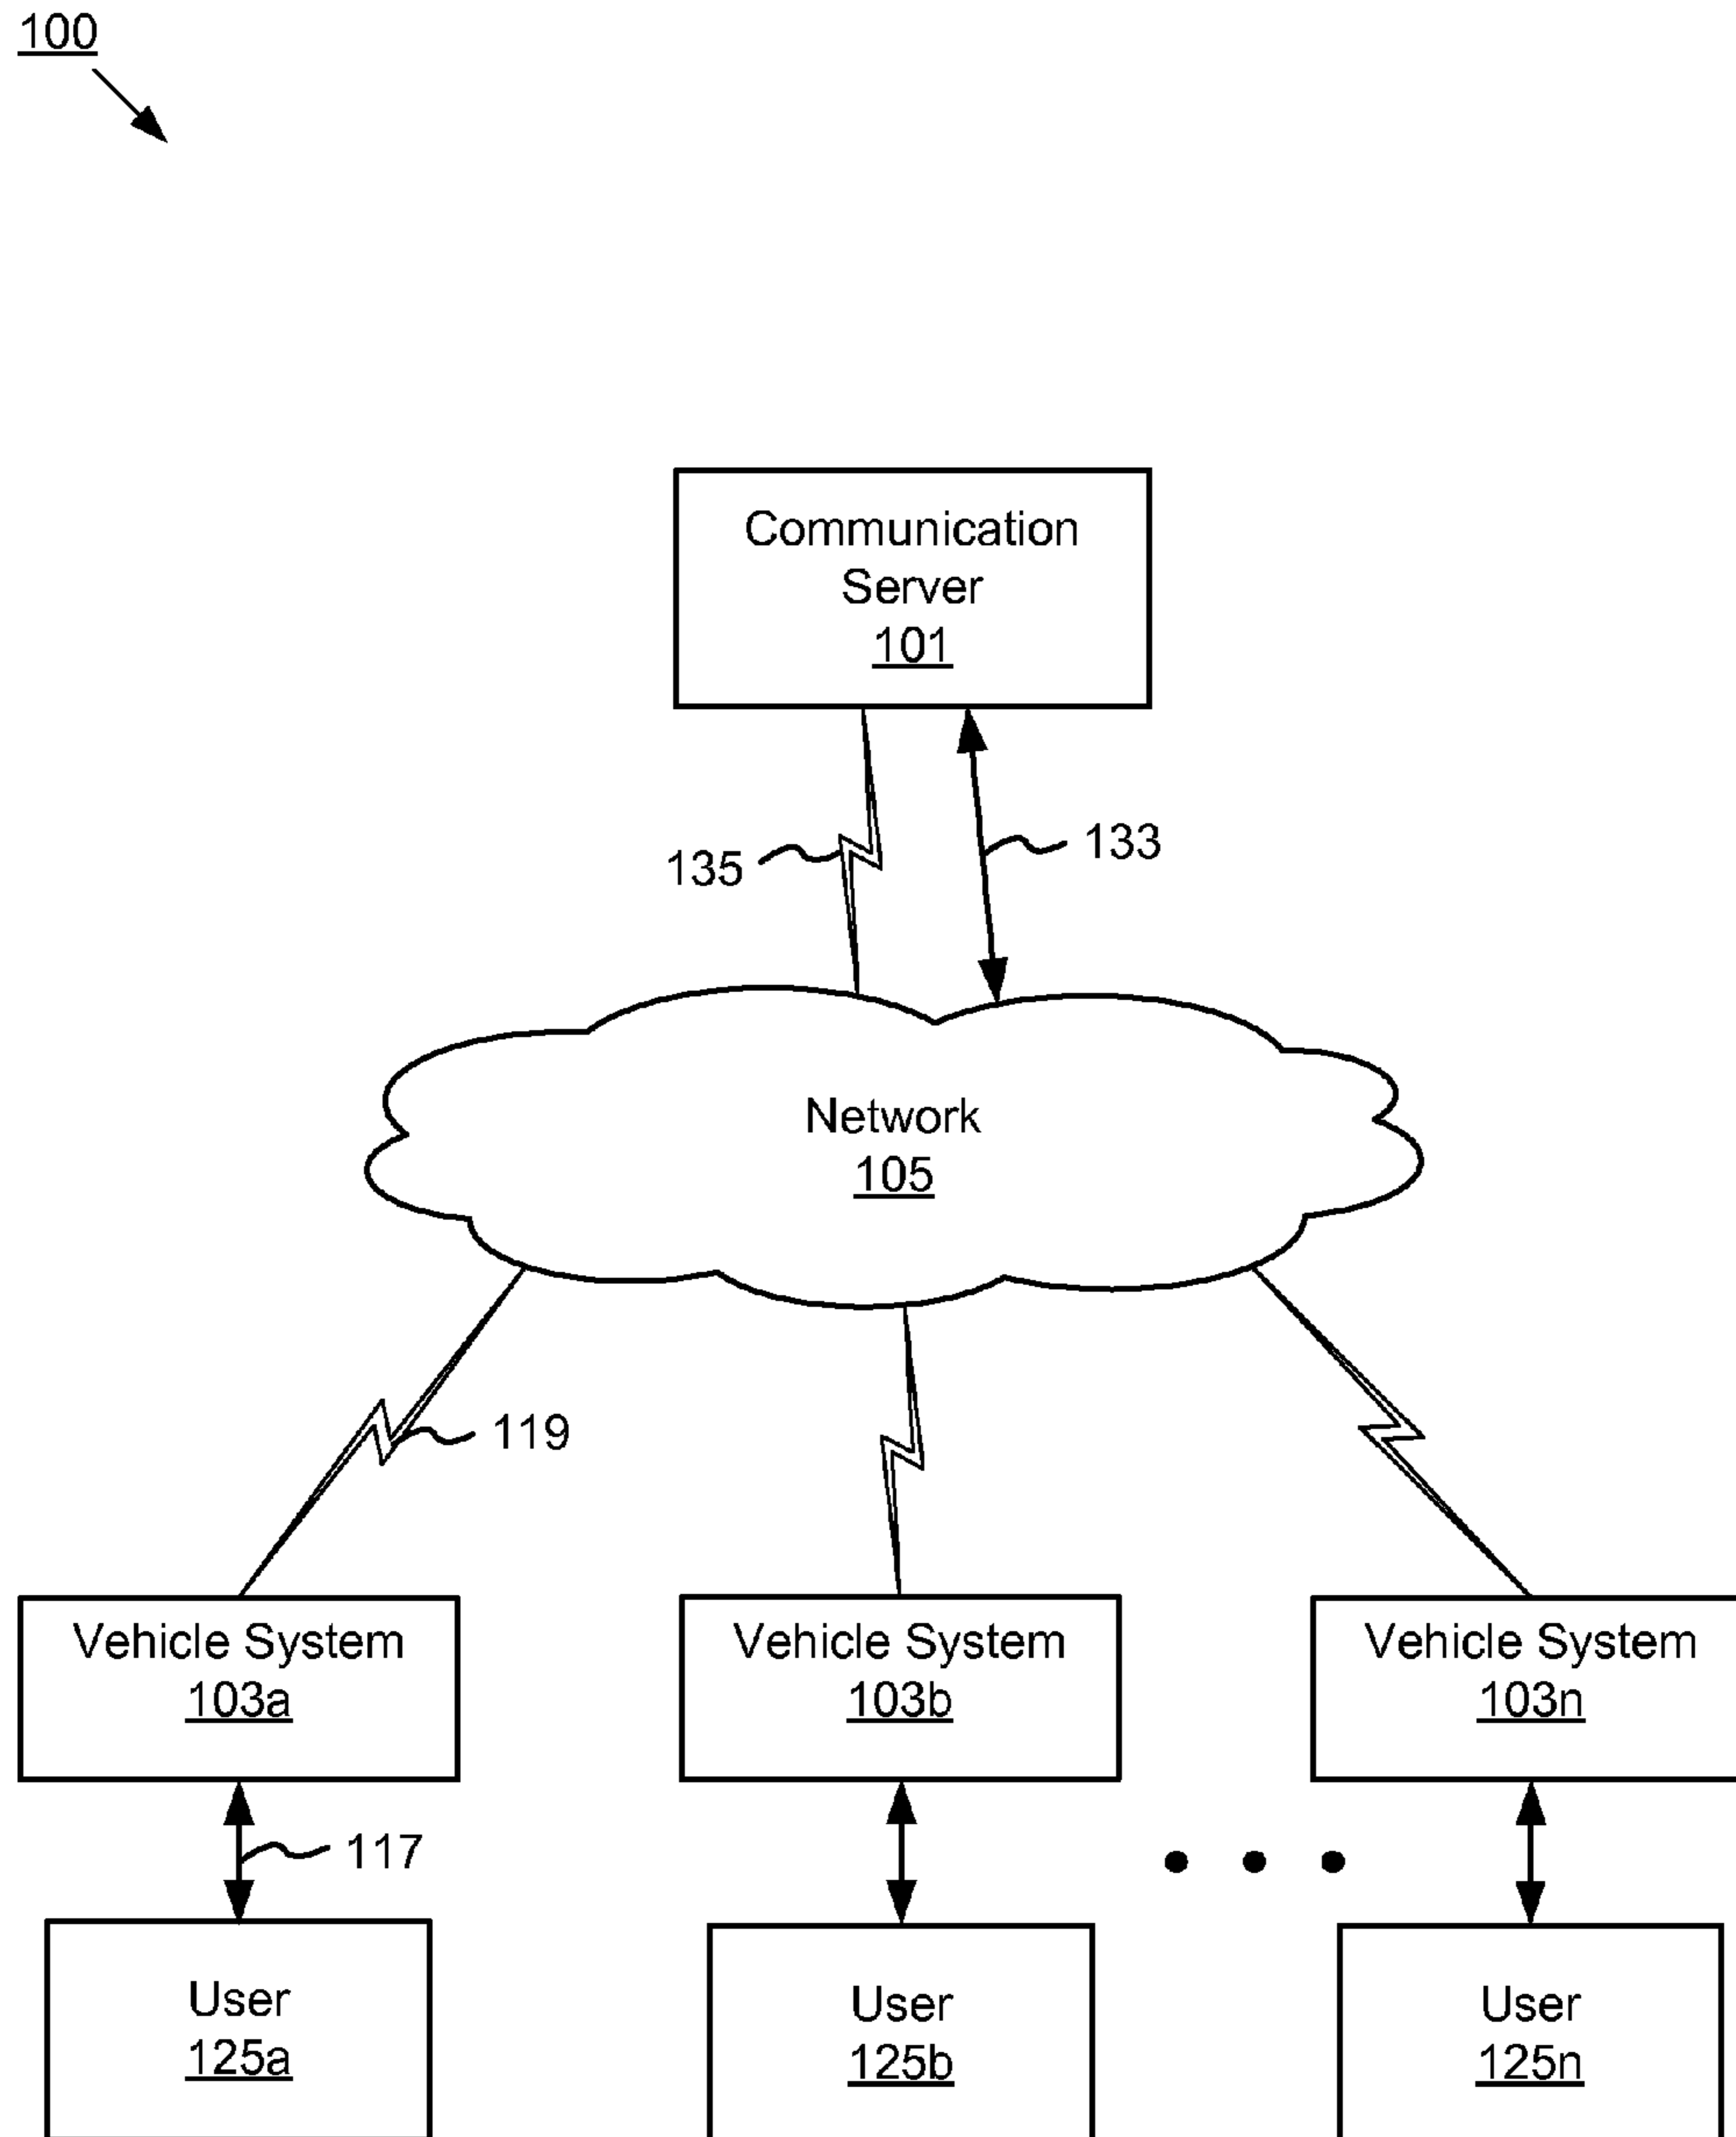 100
Communication
Server
101
135
133
Network
105
119
Vehicle System
103a
Vehicle System
103b
Vehicle System
103n
117
User
125a
User
125b
User
125n